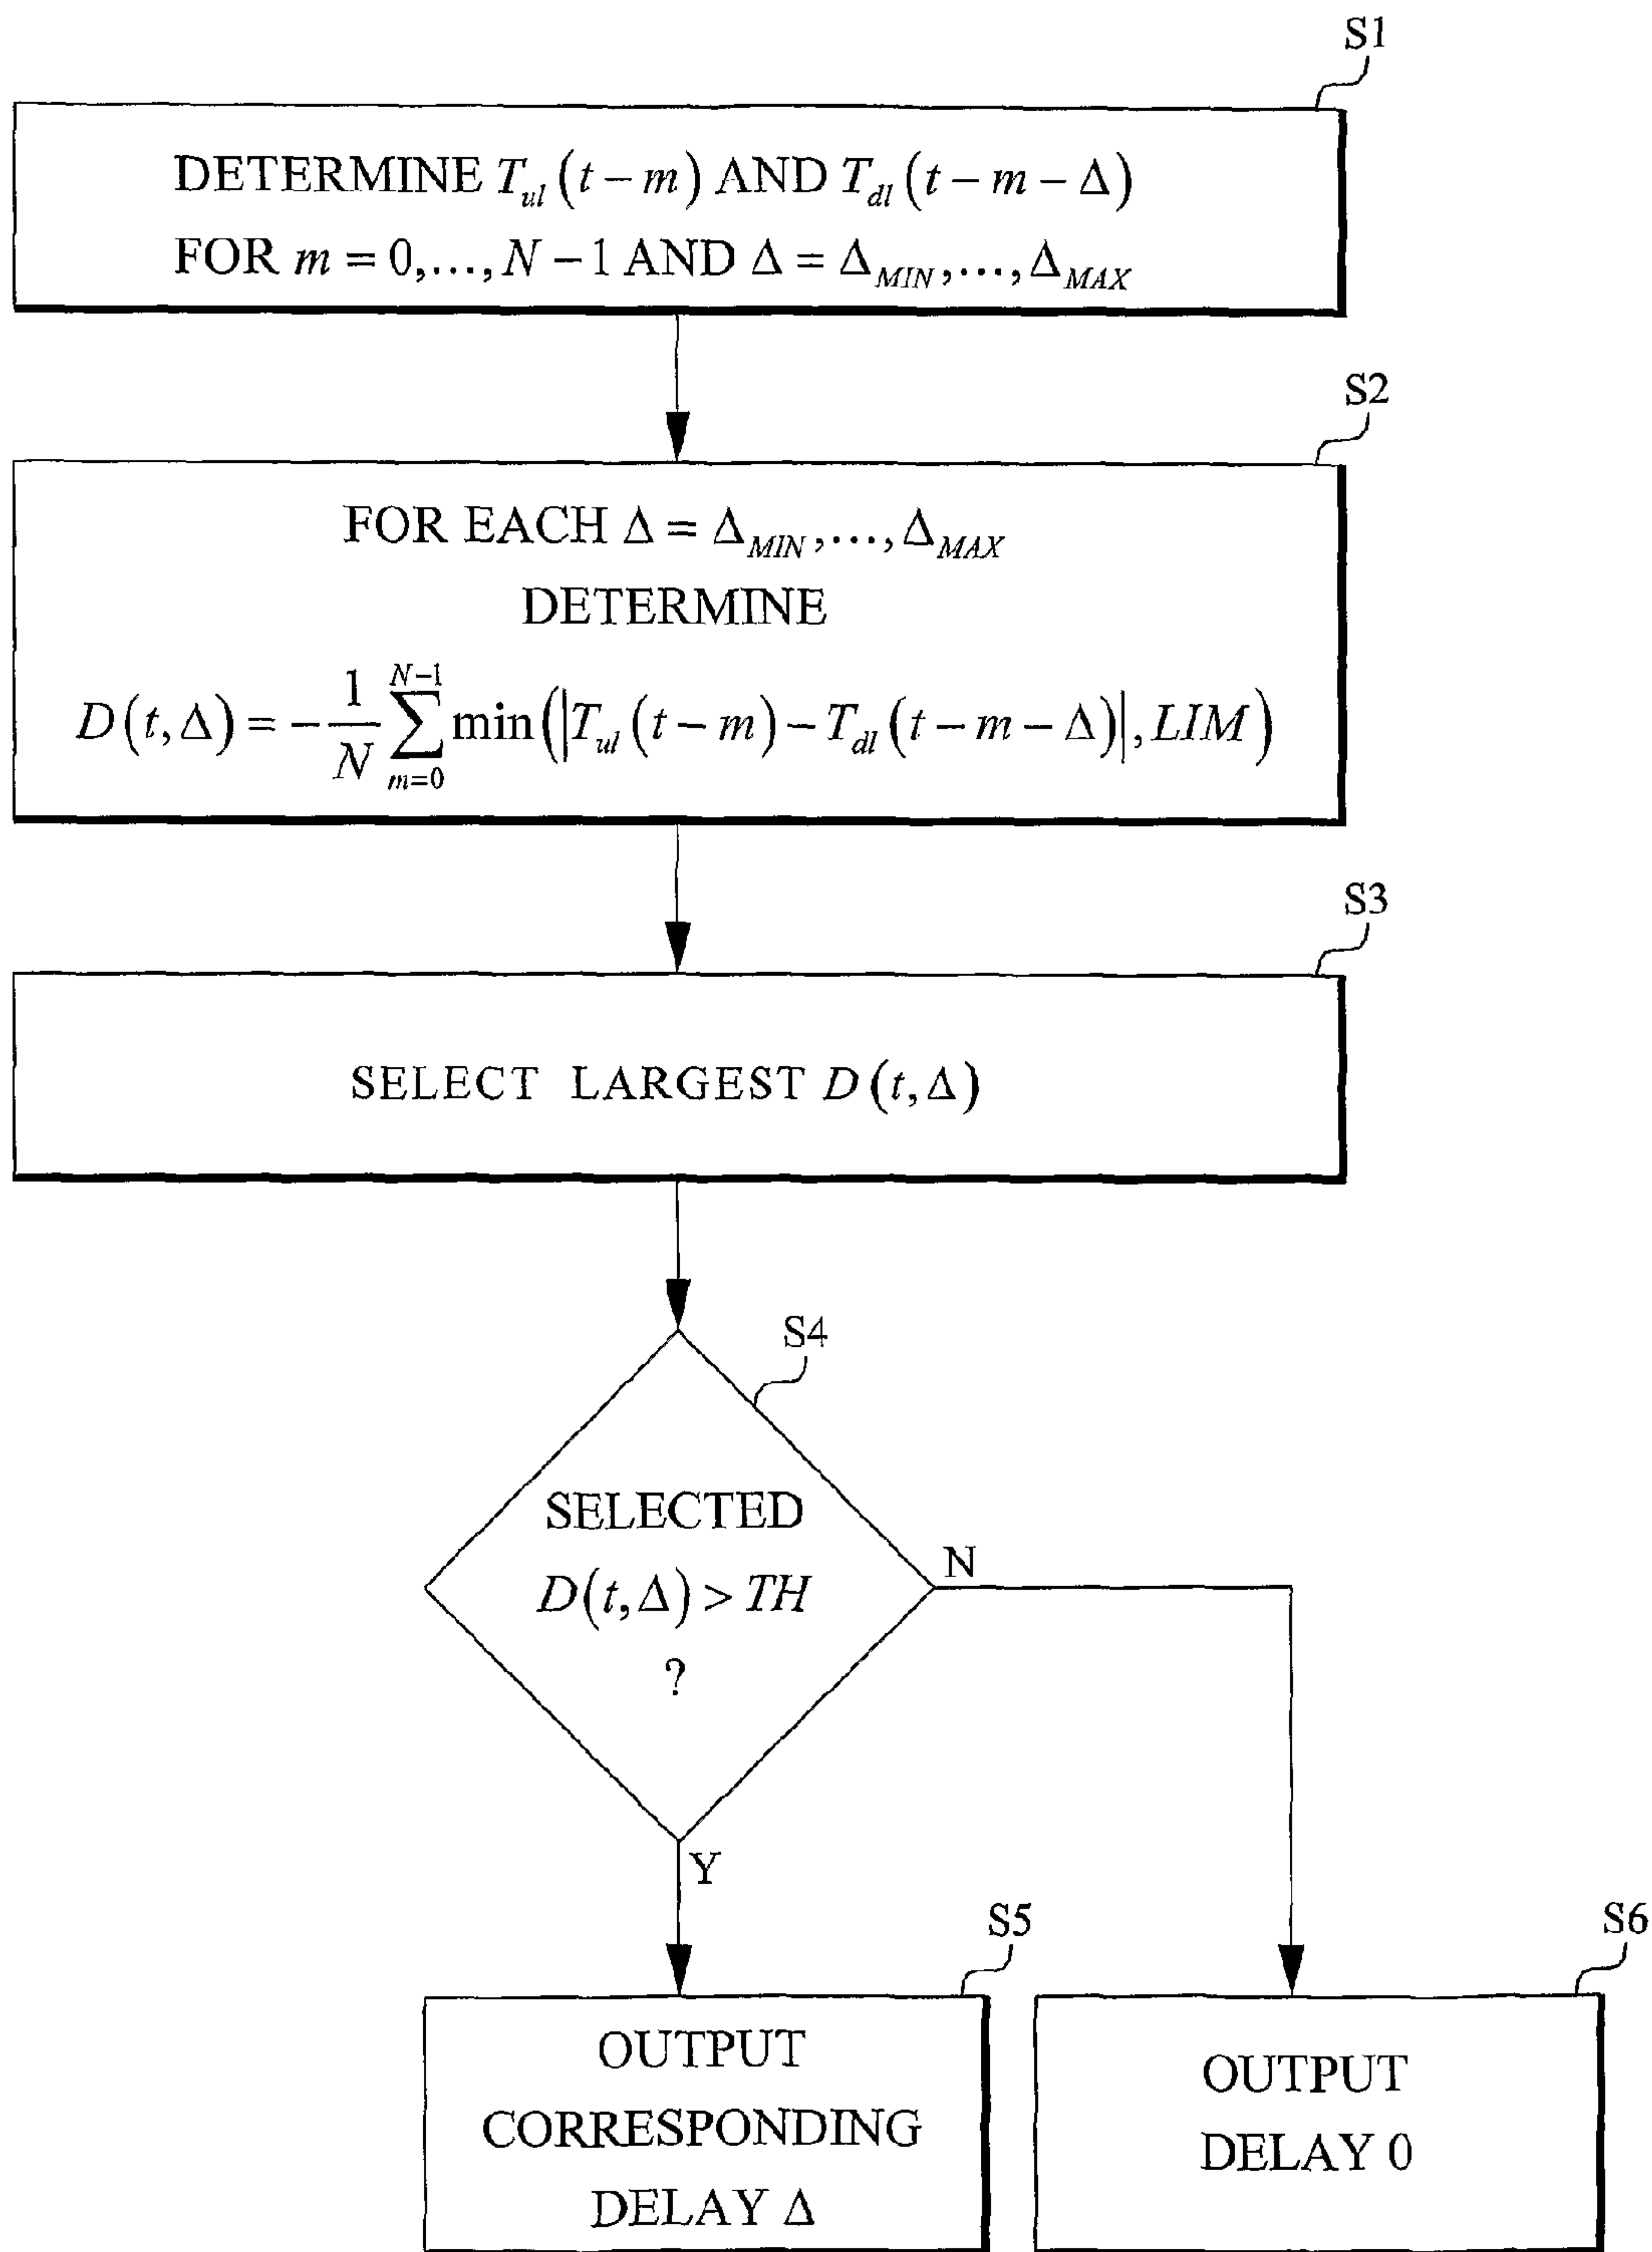 S1
DETERMINE T_ul(t − m) AND T_dl(t − m − Δ)
FOR m = 0,..., N − 1 AND Δ = Δ_MIN,..., Δ_MAX
S2
FOR EACH Δ = Δ_MIN,..., Δ_MAX
DETERMINE
D(t,Δ) = −1/N ∑_{m=0}^{N−1} min(|T_ul(t − m) − T_dl(t − m − Δ)|, LIM)
S3
SELECT LARGEST D(t,Δ)
S4
SELECTED
D(t,Δ) > TH
?
N
Y
S5
OUTPUT
CORRESPONDING
DELAY Δ
S6
OUTPUT
DELAY 0